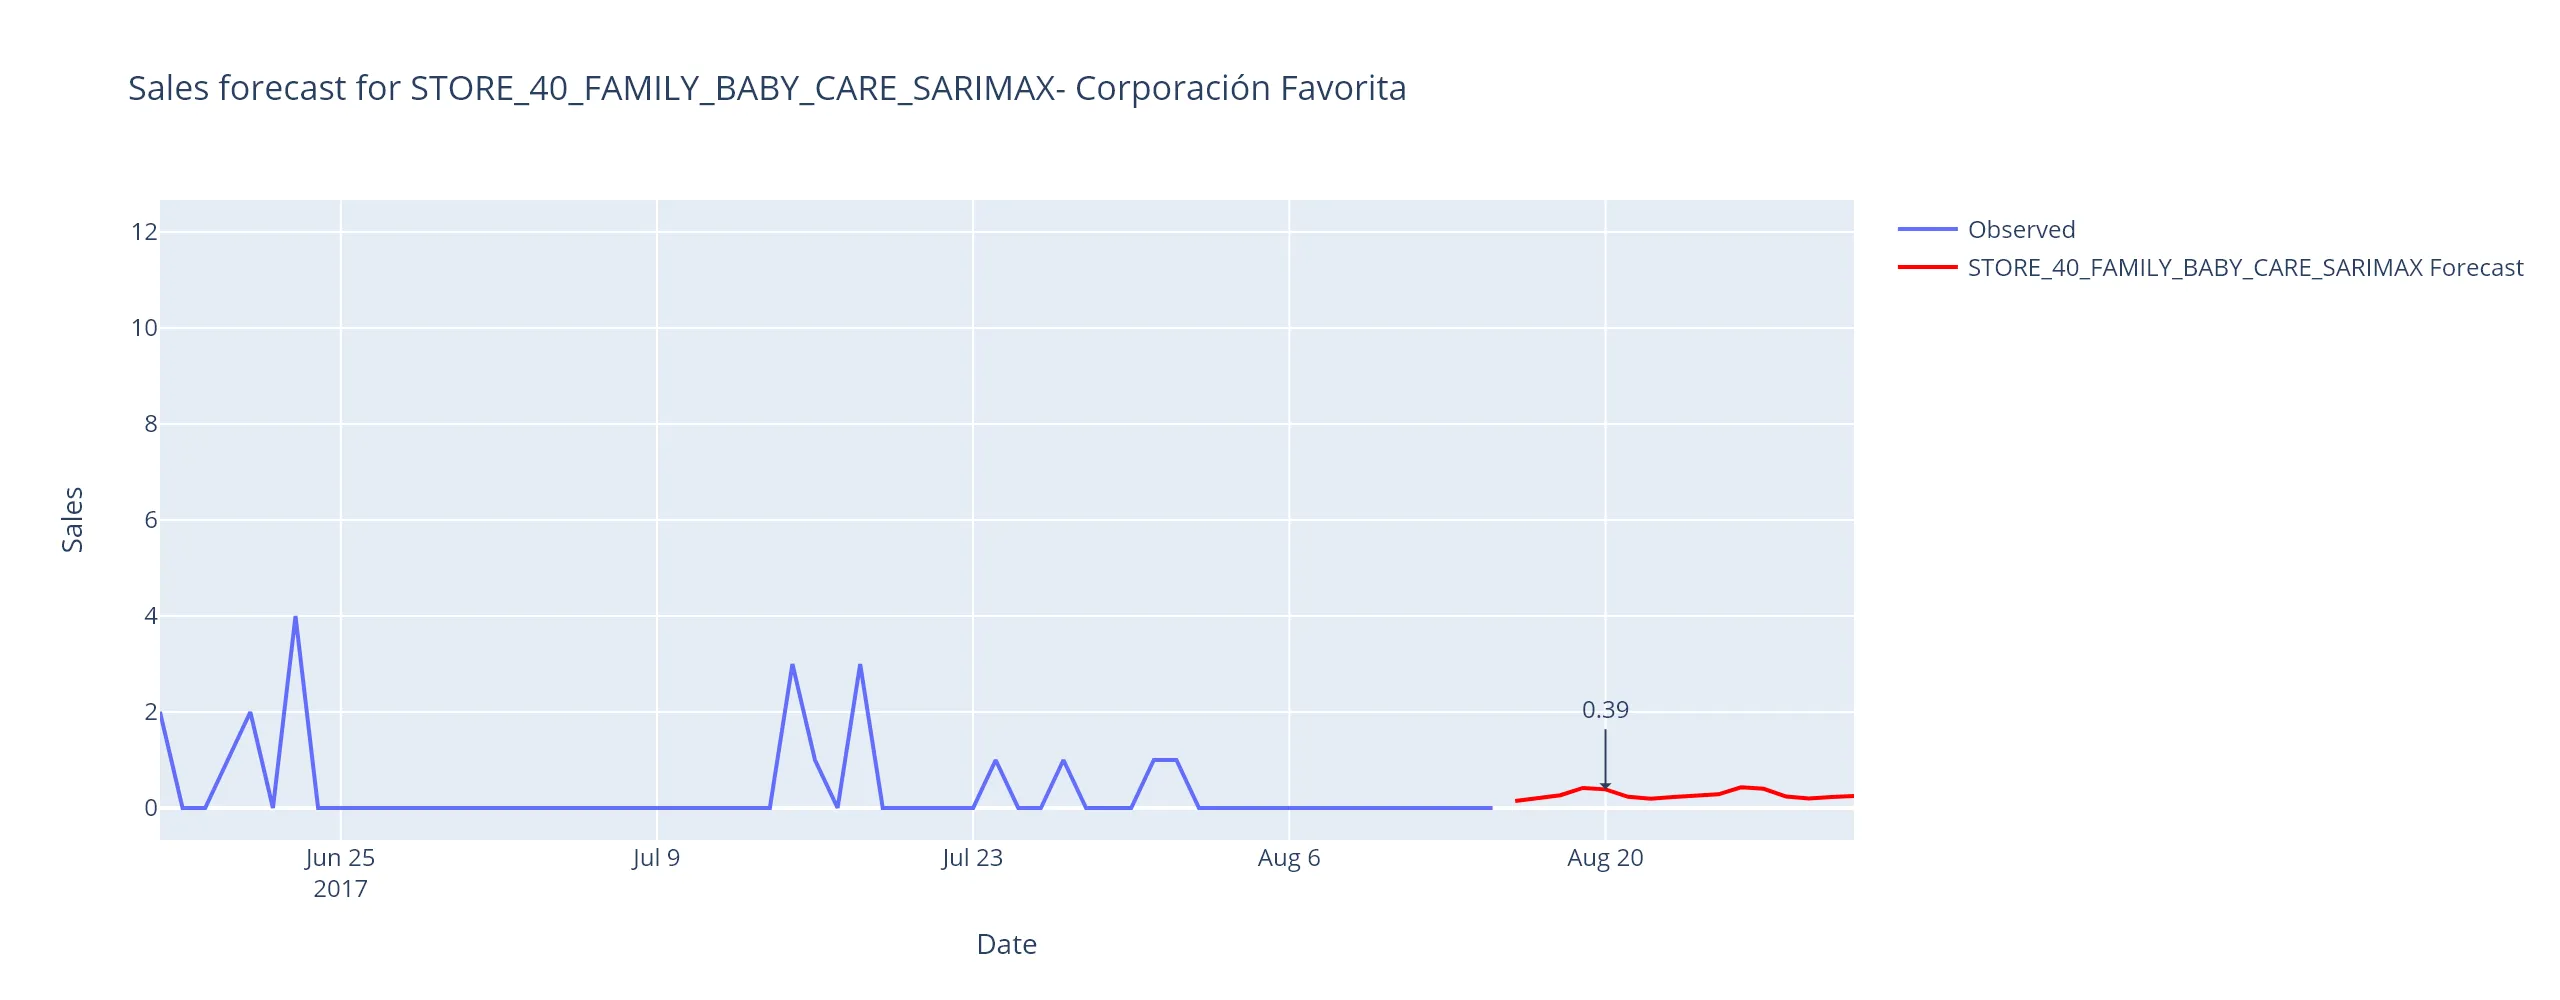 Sales forecast for STORE_40_FAMILY_BABY_CARE_SARIMAX- Corporación Favorita
Observed
STORE_40_FAMILY_BABY_CARE_SARIMAX Forecast
12
10
8
6
4
2
0
Sales
0.39
Jun 25
2017
Jul 9
Jul 23
Aug 6
Aug 20
Date